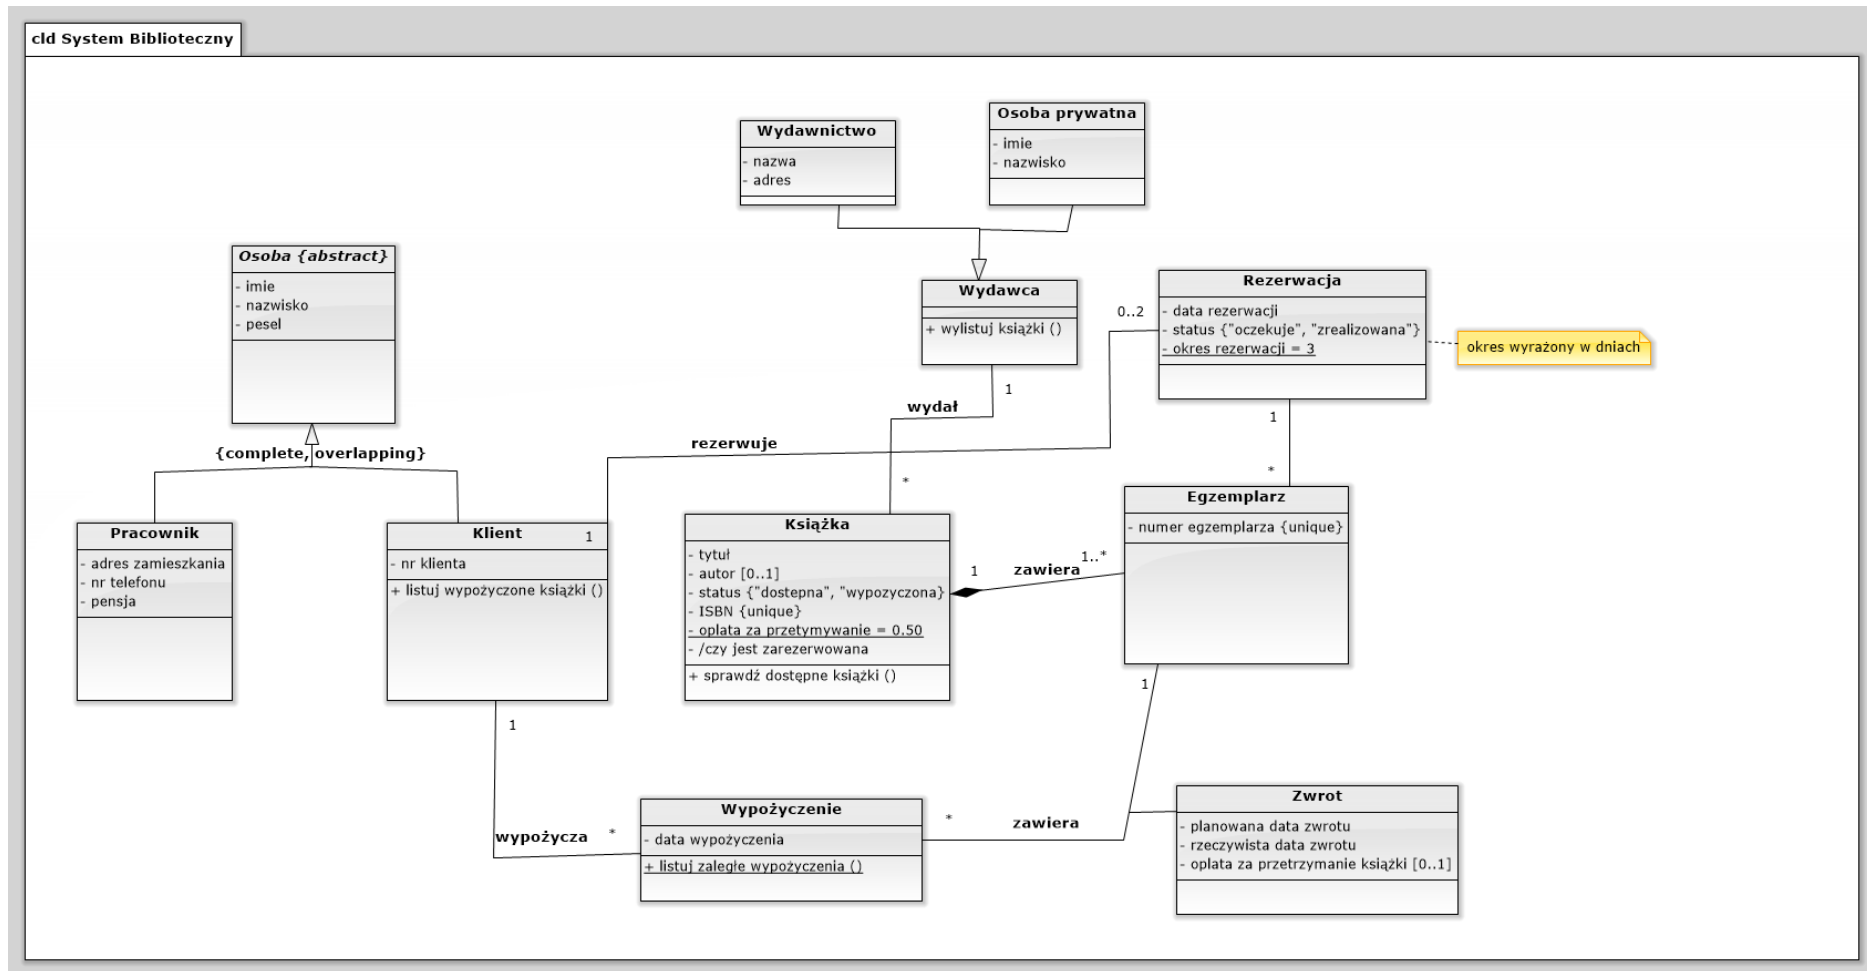 cld System Biblioteczny
Wydawnictwo
- nazwa
- adres
Osoba prywatna
- imie
- nazwisko
Osoba {abstract}
- imie
- nazwisko
- pesel
Wydawca
+ wylistuj książki ()
Rezerwacja
- data rezerwacji
- status {"oczekuje", "zrealizowana"}
- okres rezerwacji = 3
okres wyrażony w dniach
0..2
1
wydał
*
rezerwuje
1
*
{complete, overlapping}
Pracownik
- adres zamieszkania
- nr telefonu
- pensja
Klient
1
- nr klienta
+ listuj wypożyczone książki ()
Książka
- tytuł
- autor [0..1]
- status {"dostepna", "wypozyczona}
- ISBN {unique}
- oplata za przetymywanie = 0.50
- /czy jest zarezerwowana
+ sprawdź dostępne książki ()
1
zawiera
1..*
Egzemplarz
- numer egzemplarza {unique}
1
1
wypożycza
*
Wypożyczenie
- data wypożyczenia
+ listuj zaległe wypożyczenia ()
*
zawiera
Zwrot
- planowana data zwrotu
- rzeczywista data zwrotu
- oplata za przetrzymanie książki [0..1]